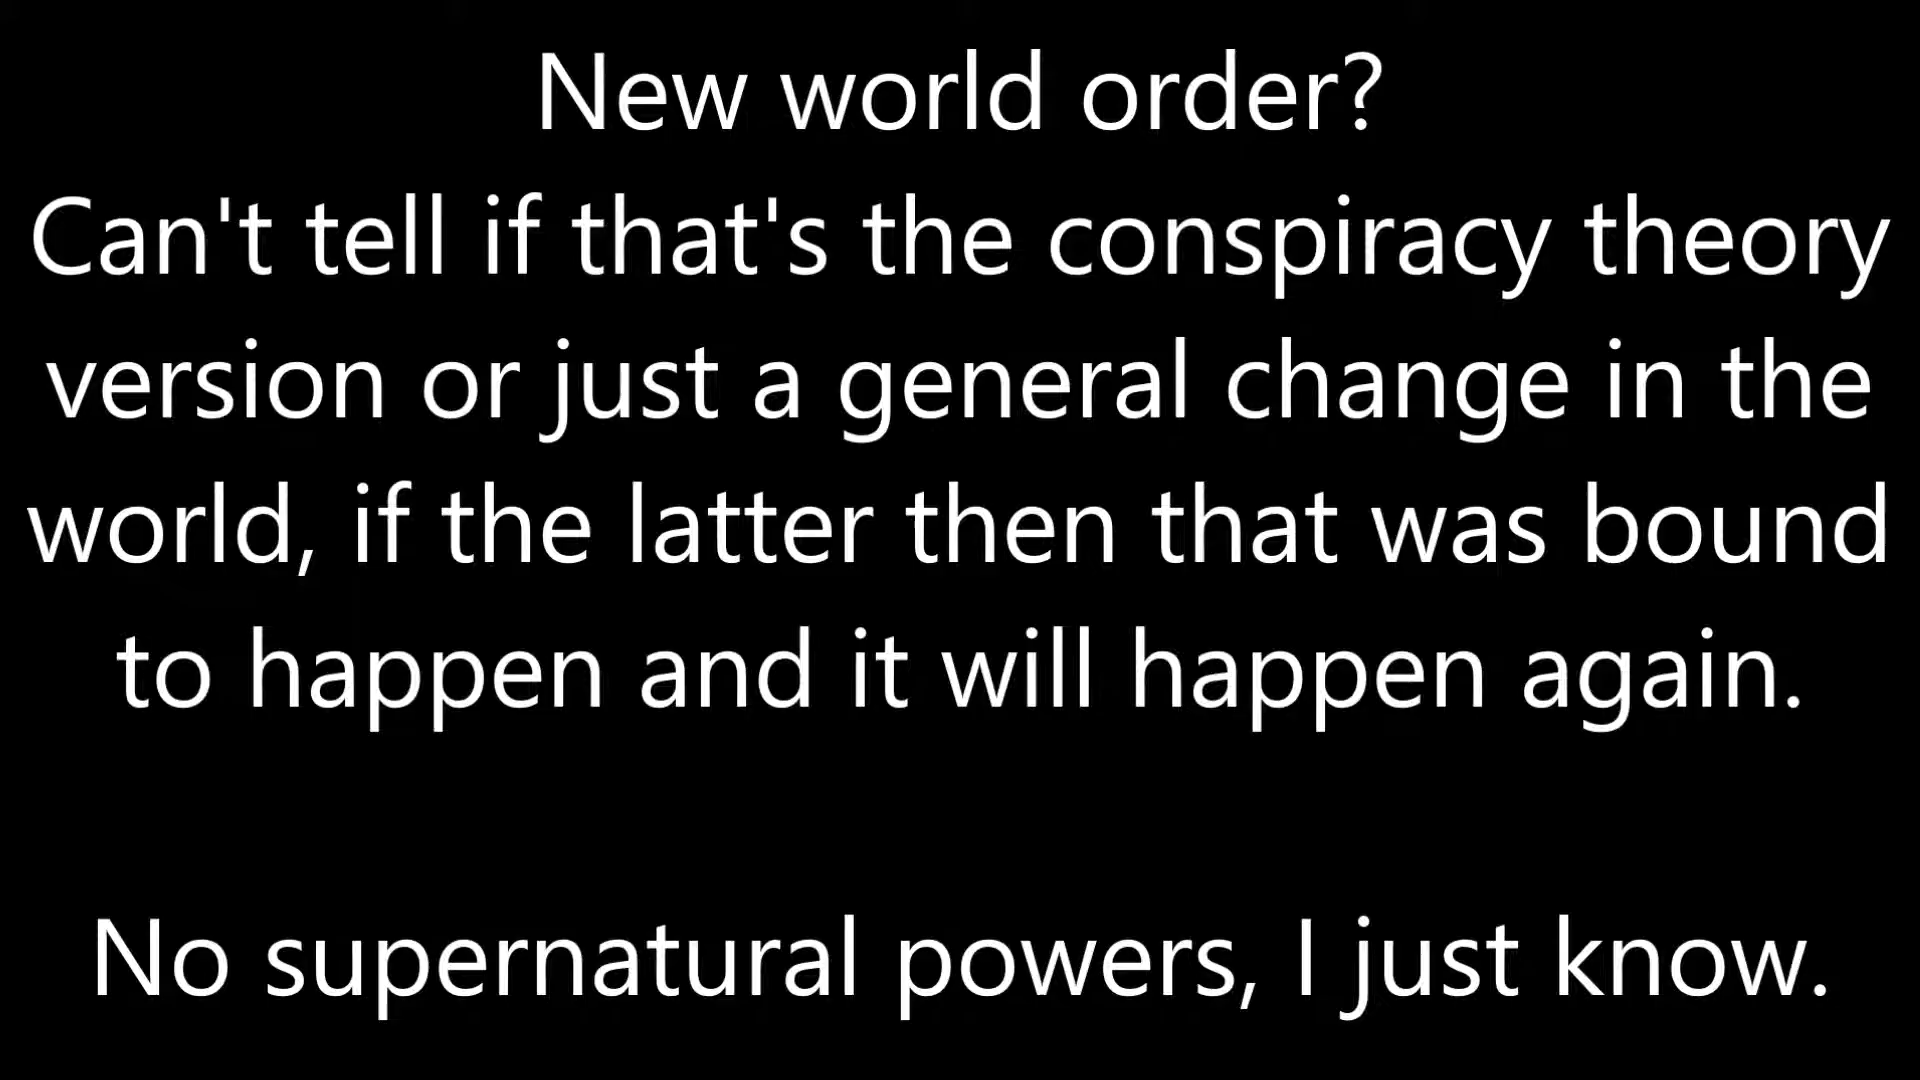 New world order?
Can't tell if that's the conspiracy theory
version or just a general change in the
world, if the latter then that was bound
to happen and it will happen again.
No supernatural powers, I just know.